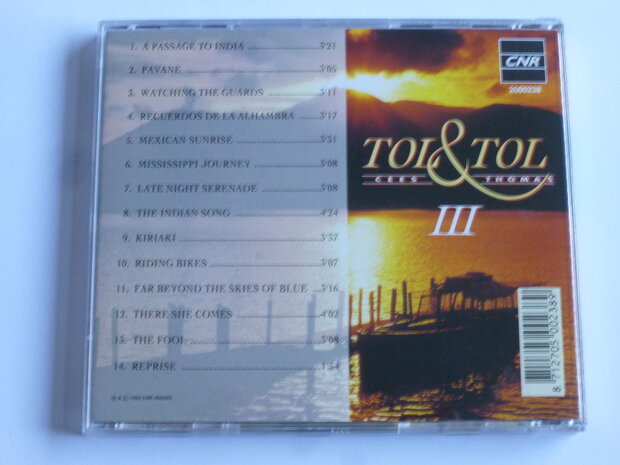 1. A PASSAGE TO INDIA ..................... 3'21
2. PAVANE ..................... 3'05
3. WATCHING THE GUARDS ..................... 3'11
4. RECUERDOS DE LA ALHAMBRA ......... 3'17
5. MEXICAN SUNRISE ..................... 3'31
6. MISSISSIPPI JOURNEY ..................... 3'08
7. LATE NIGHT SERENADE ..................... 3'08
8. THE INDIAN SONG ..................... 4'24
9. KIRIAKI ..................... 3'37
10. RIDING BIKES ..................... 3'07
11. FAR BEYOND THE SKIES OF BLUE ... 3'16
12. THERE SHE COMES ..................... 4'02
13. THE FOOL ..................... 3'08
14. REPRISE ..................... 1'54
CNR
2000238
TOL & TOL
CEES THOMAS
III
8 712705 002389